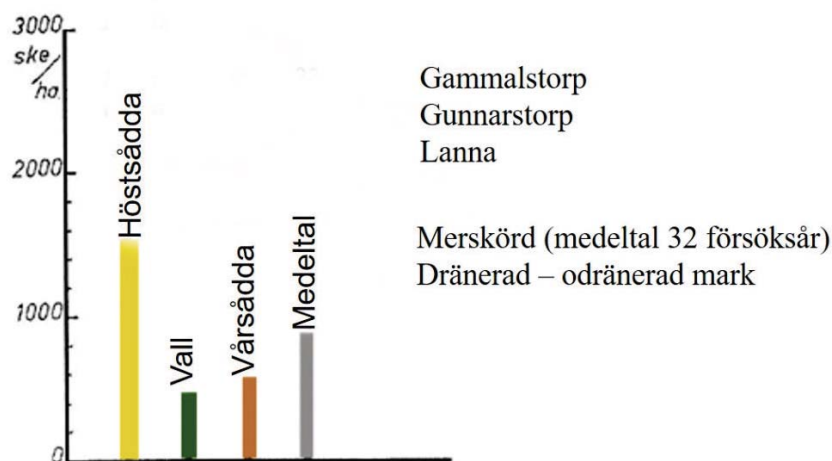 3000
ske/
ha.
2000
1000
0
Höstsådda
Vall
Vårsådda
Medeltal
Gammalstorp
Gunnarstorp
Lanna
Merskörd (medeltal 32 försöksår)
Dränerad – odränerad mark